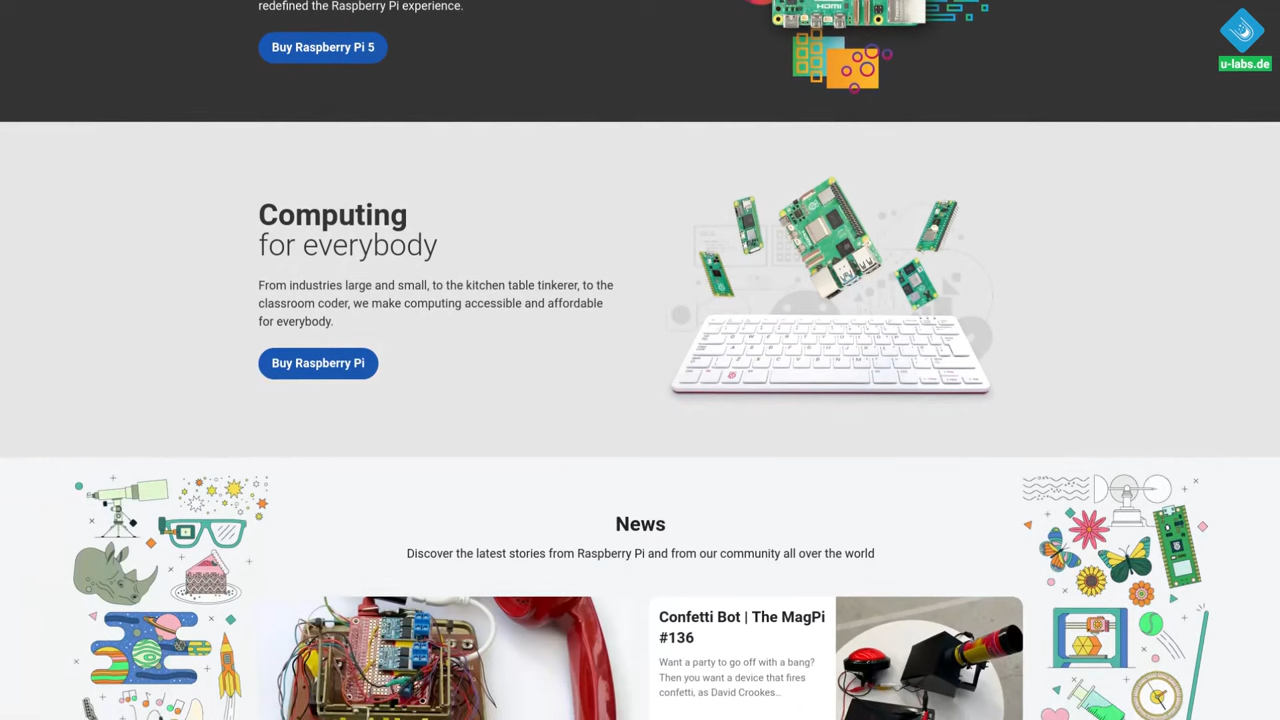 redefined the Raspberry Pi experience.
HDMI
Buy Raspberry Pi 5
u-labs.de
Computing
for everybody
From industries large and small, to the kitchen table tinkerer, to the
classroom coder, we make computing accessible and affordable
for everybody.
Buy Raspberry Pi
News
Discover the latest stories from Raspberry Pi and from our community all over the world
Confetti Bot | The MagPi
#136
Want a party to go off with a bang?
Then you want a device that fires
confetti, as David Crookes…